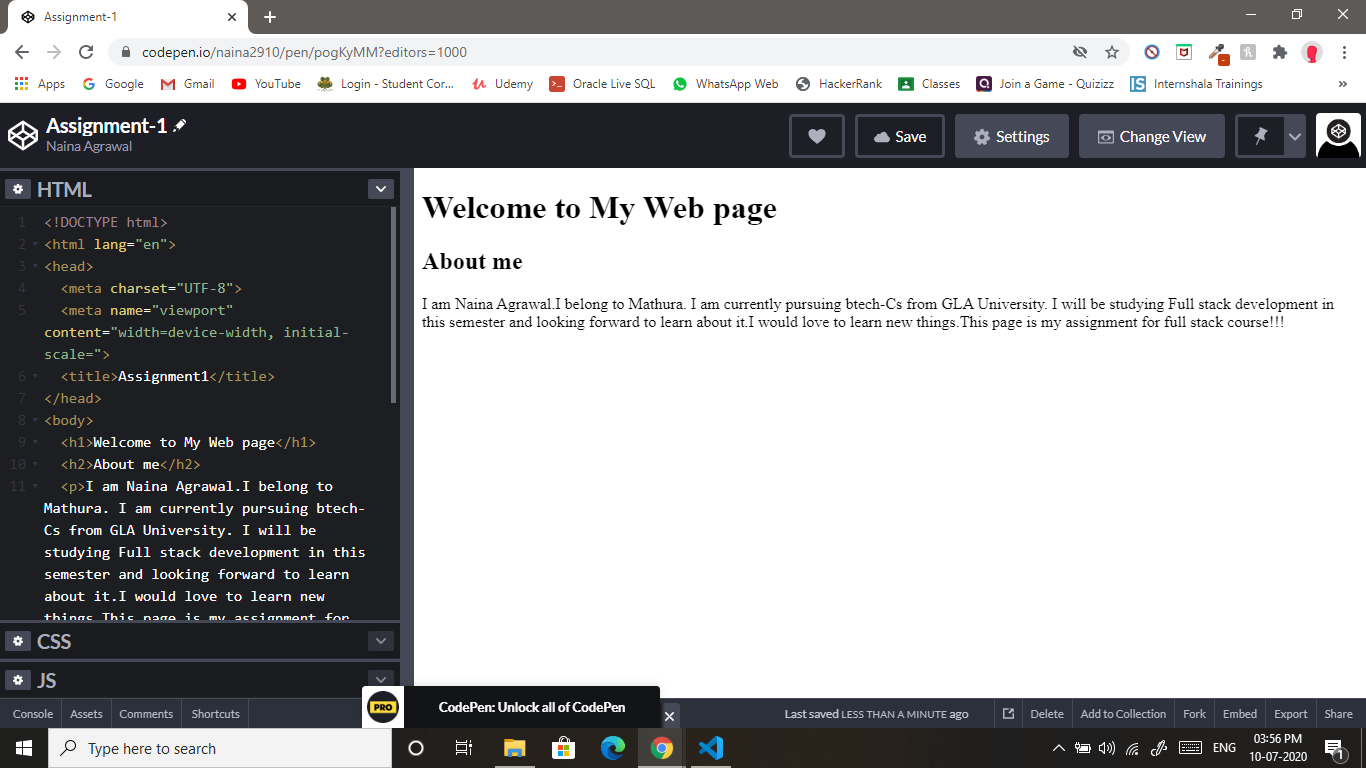 Assignment-1
codepen.io/naina2910/pen/pogKyMM?editors=1000
Apps Google Gmail YouTube Login - Student Cor... Udemy Oracle Live SQL WhatsApp Web HackerRank Classes Join a Game - Quizizz Internshala Trainings »
Assignment-1
Naina Agrawal
Save Settings Change View
HTML
1 <!DOCTYPE html>
2 <html lang="en">
3 <head>
4 <meta charset="UTF-8">
5 <meta name="viewport"
content="width=device-width, initial-
scale=">
6 <title>Assignment1</title>
7 </head>
8 <body>
9 <h1>Welcome to My Web page</h1>
10 <h2>About me</h2>
11 <p>I am Naina Agrawal.I belong to
Mathura. I am currently pursuing btech-
Cs from GLA University. I will be
studying Full stack development in this
semester and looking forward to learn
about it.I would love to learn new
things.This page is my assignment for
CSS
JS
Welcome to My Web page
About me
I am Naina Agrawal.I belong to Mathura. I am currently pursuing btech-Cs from GLA University. I will be studying Full stack development in
this semester and looking forward to learn about it.I would love to learn new things.This page is my assignment for full stack course!!!
Console Assets Comments Shortcuts
PRO CodePen: Unlock all of CodePen
Last saved LESS THAN A MINUTE ago Delete Add to Collection Fork Embed Export Share
Type here to search
ENG
03:56 PM
10-07-2020
1